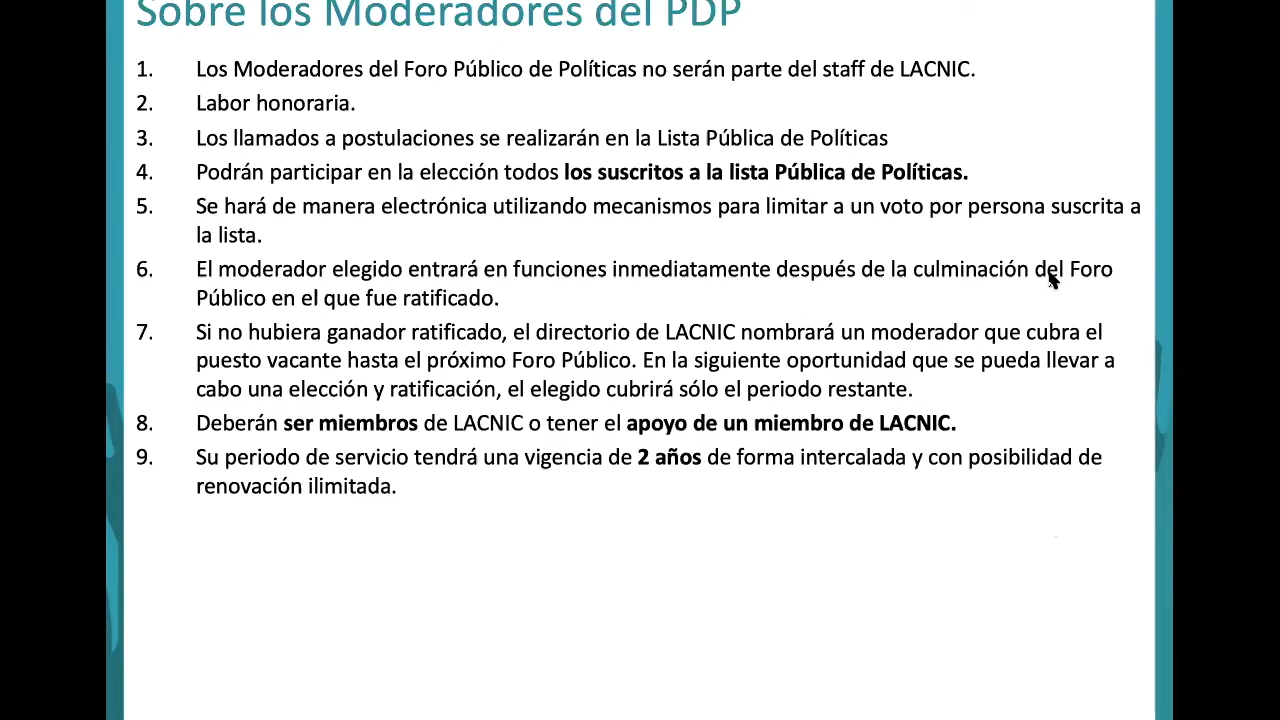 Sobre los Moderadores del PDP
1. Los Moderadores del Foro Público de Políticas no serán parte del staff de LACNIC.
2. Labor honoraria.
3. Los llamados a postulaciones se realizarán en la Lista Pública de Políticas
4. Podrán participar en la elección todos los suscritos a la lista Pública de Políticas.
5. Se hará de manera electrónica utilizando mecanismos para limitar a un voto por persona suscrita a
la lista.
6. El moderador elegido entrará en funciones inmediatamente después de la culminación del Foro
Público en el que fue ratificado.
7. Si no hubiera ganador ratificado, el directorio de LACNIC nombrará un moderador que cubra el
puesto vacante hasta el próximo Foro Público. En la siguiente oportunidad que se pueda llevar a
cabo una elección y ratificación, el elegido cubrirá sólo el periodo restante.
8. Deberán ser miembros de LACNIC o tener el apoyo de un miembro de LACNIC.
9. Su periodo de servicio tendrá una vigencia de 2 años de forma intercalada y con posibilidad de
renovación ilimitada.